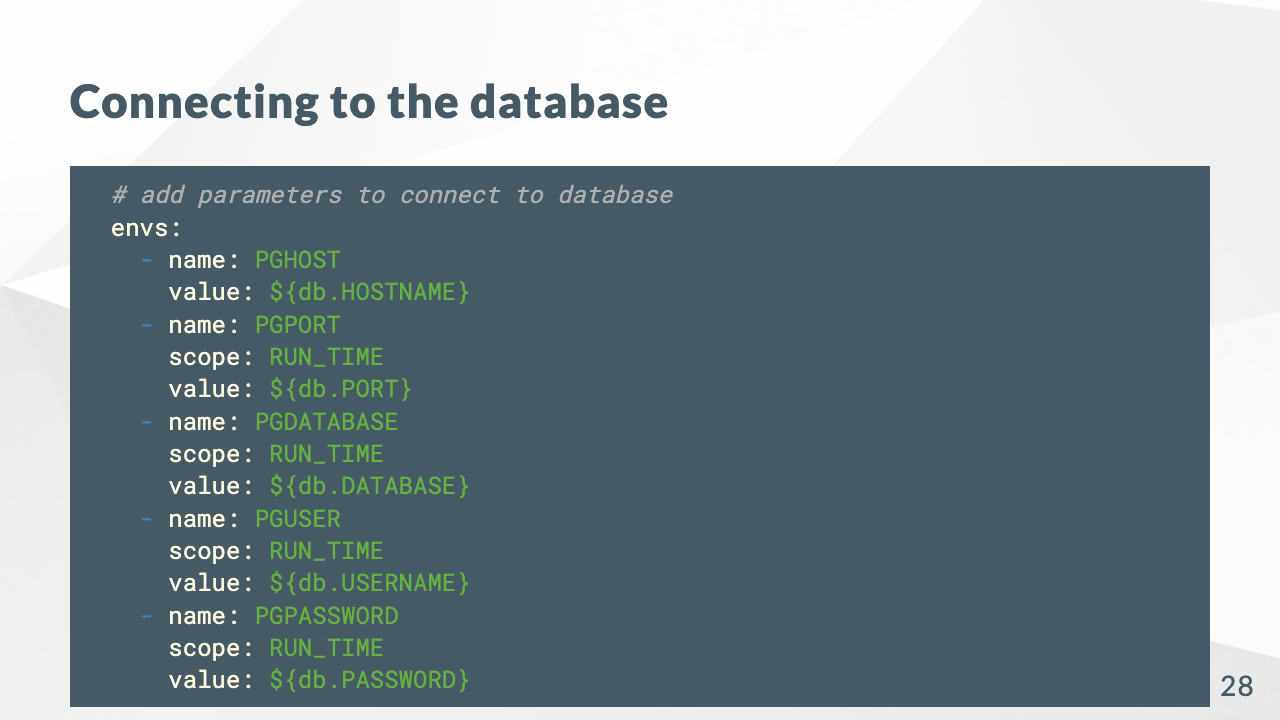 Connecting to the database
# add parameters to connect to database
envs:
- name: PGHOST
value: ${db.HOSTNAME}
- name: PGPORT
scope: RUN_TIME
value: ${db.PORT}
- name: PGDATABASE
scope: RUN_TIME
value: ${db.DATABASE}
- name: PGUSER
scope: RUN_TIME
value: ${db.USERNAME}
- name: PGPASSWORD
scope: RUN_TIME
value: ${db.PASSWORD}
28